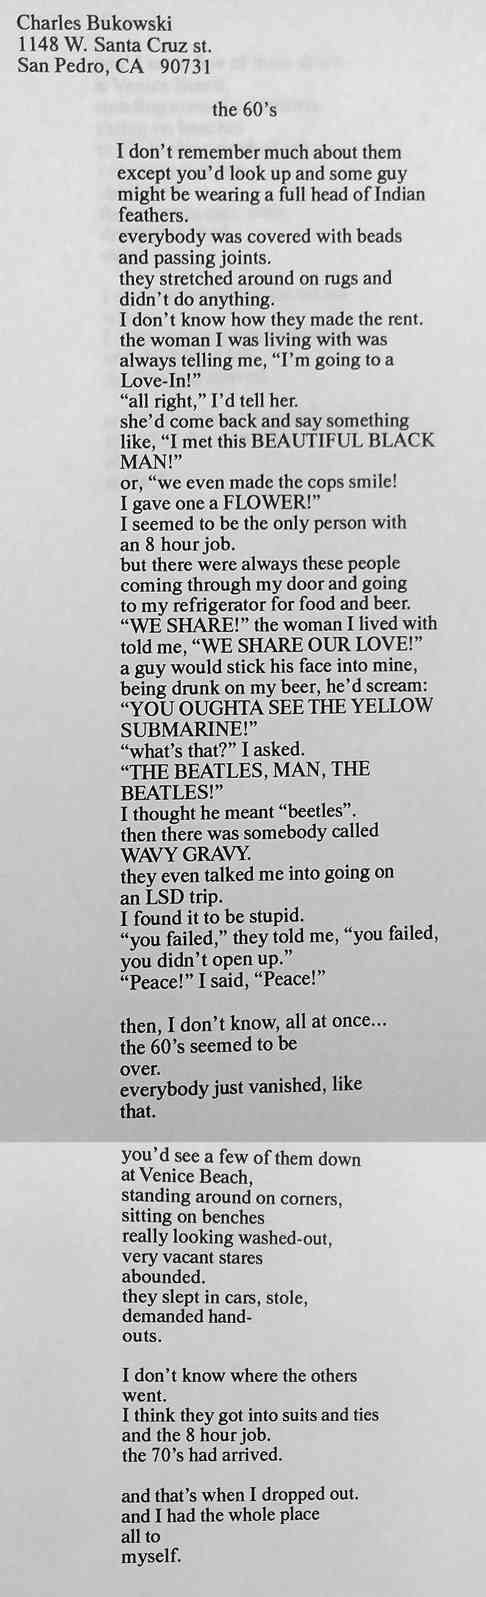 Charles Bukowski
1148 W. Santa Cruz st.
San Pedro, CA 90731
the 60's
I don't remember much about them
except you'd look up and some guy
might be wearing a full head of Indian
feathers.
everybody was covered with beads
and passing joints.
they stretched around on rugs and
didn't do anything.
I don't know how they made the rent.
the woman I was living with was
always telling me, "I'm going to a
Love-In!"
"all right," I'd tell her.
she'd come back and say something
like, "I met this BEAUTIFUL BLACK
MAN!"
or, "we even made the cops smile!
I gave one a FLOWER!"
I seemed to be the only person with
an 8 hour job.
but there were always these people
coming through my door and going
to my refrigerator for food and beer.
"WE SHARE!" the woman I lived with
told me, "WE SHARE OUR LOVE!"
a guy would stick his face into mine,
being drunk on my beer, he'd scream:
"YOU OUGHTA SEE THE YELLOW
SUBMARINE!"
"what's that?" I asked.
"THE BEATLES, MAN, THE
BEATLES!"
I thought he meant "beetles".
then there was somebody called
WAVY GRAVY.
they even talked me into going on
an LSD trip.
I found it to be stupid.
"you failed," they told me, "you failed,
you didn't open up."
"Peace!" I said, "Peace!"
then, I don't know, all at once...
the 60's seemed to be
over.
everybody just vanished, like
that.
you'd see a few of them down
at Venice Beach,
standing around on corners,
sitting on benches
really looking washed-out,
very vacant stares
abounded.
they slept in cars, stole,
demanded hand-
outs.
I don't know where the others
went.
I think they got into suits and ties
and the 8 hour job.
the 70's had arrived.
and that's when I dropped out.
and I had the whole place
all to
myself.